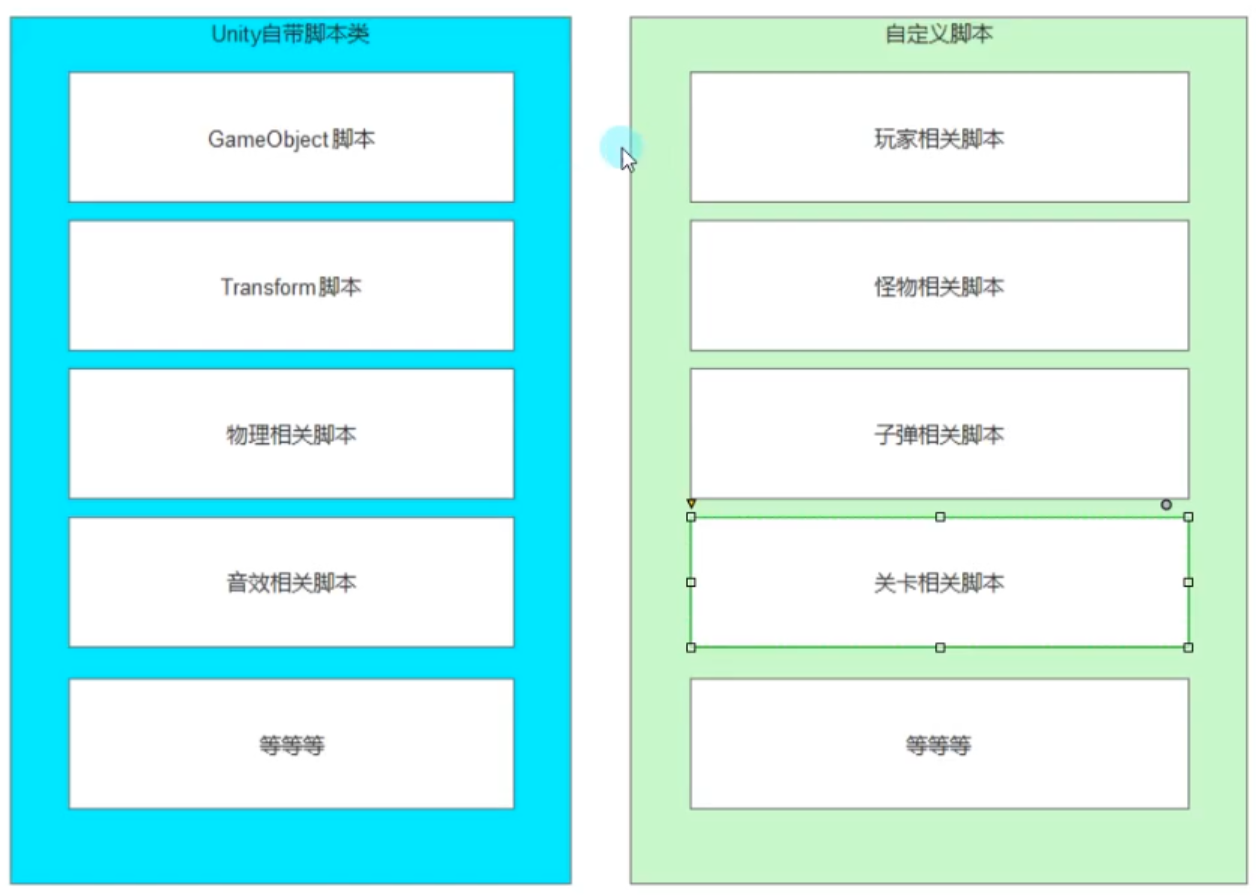 Unity自带脚本类
GameObject脚本
Transform脚本
物理相关脚本
音效相关脚本
等等等
自定义脚本
玩家相关脚本
怪物相关脚本
子弹相关脚本
关卡相关脚本
等等等